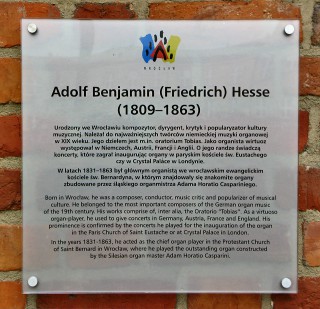 WROCŁAW
Adolf Benjamin (Friedrich) Hesse
(1809–1863)
Urodzony we Wrocławiu kompozytor, dyrygent, krytyk i popularyzator kultury
muzycznej. Należał do najważniejszych twórców niemieckiej muzyki organowej
w XIX wieku. Jego dziełem jest m.in. oratorium Tobias. Jako organista wirtuoz
występował w Niemczech, Austrii, Francji i Anglii. O jego randze świadczą
koncerty, które zagrał inaugurując organy w paryskim kościele św. Eustachego
czy w Crystal Palace w Londynie.
W latach 1831–1863 był głównym organistą we wrocławskim ewangelickim
kościele św. Bernardyna, w którym znajdowały się znakomite organy
zbudowane przez śląskiego organmistrza Adama Horatio Caspariniego.
Born in Wrocław, he was a composer, conductor, music critic and popularizer of musical
culture. He belonged to the most important composers of the German organ music
of the 19th century. His works comprise of, inter alia, the Oratorio "Tobias". As a virtuoso
organ-player, he used to give concerts in Germany, Austria, France and England. His
prominence is confirmed by the concerts he played for the inauguration of the organ
in the Paris Church of Saint Eustache or at Crystal Palace in London.
In the years 1831-1863, he acted as the chief organ player in the Protestant Church
of Saint Bernard in Wrocław, where he played the outstanding organ constructed
by the Silesian organ master Adam Horatio Casparini.